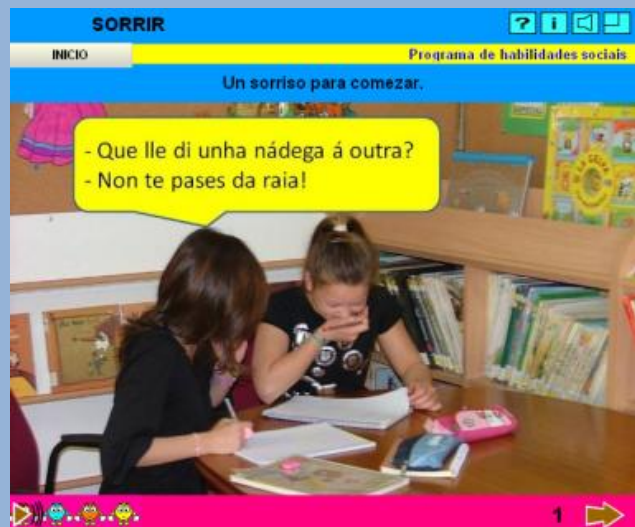 SORRIR
? i
INICIO
Programa de habilidades sociais
Un sorriso para comezar.
- Que lle di unha nádega á outra?
- Non te pases da raia!
1